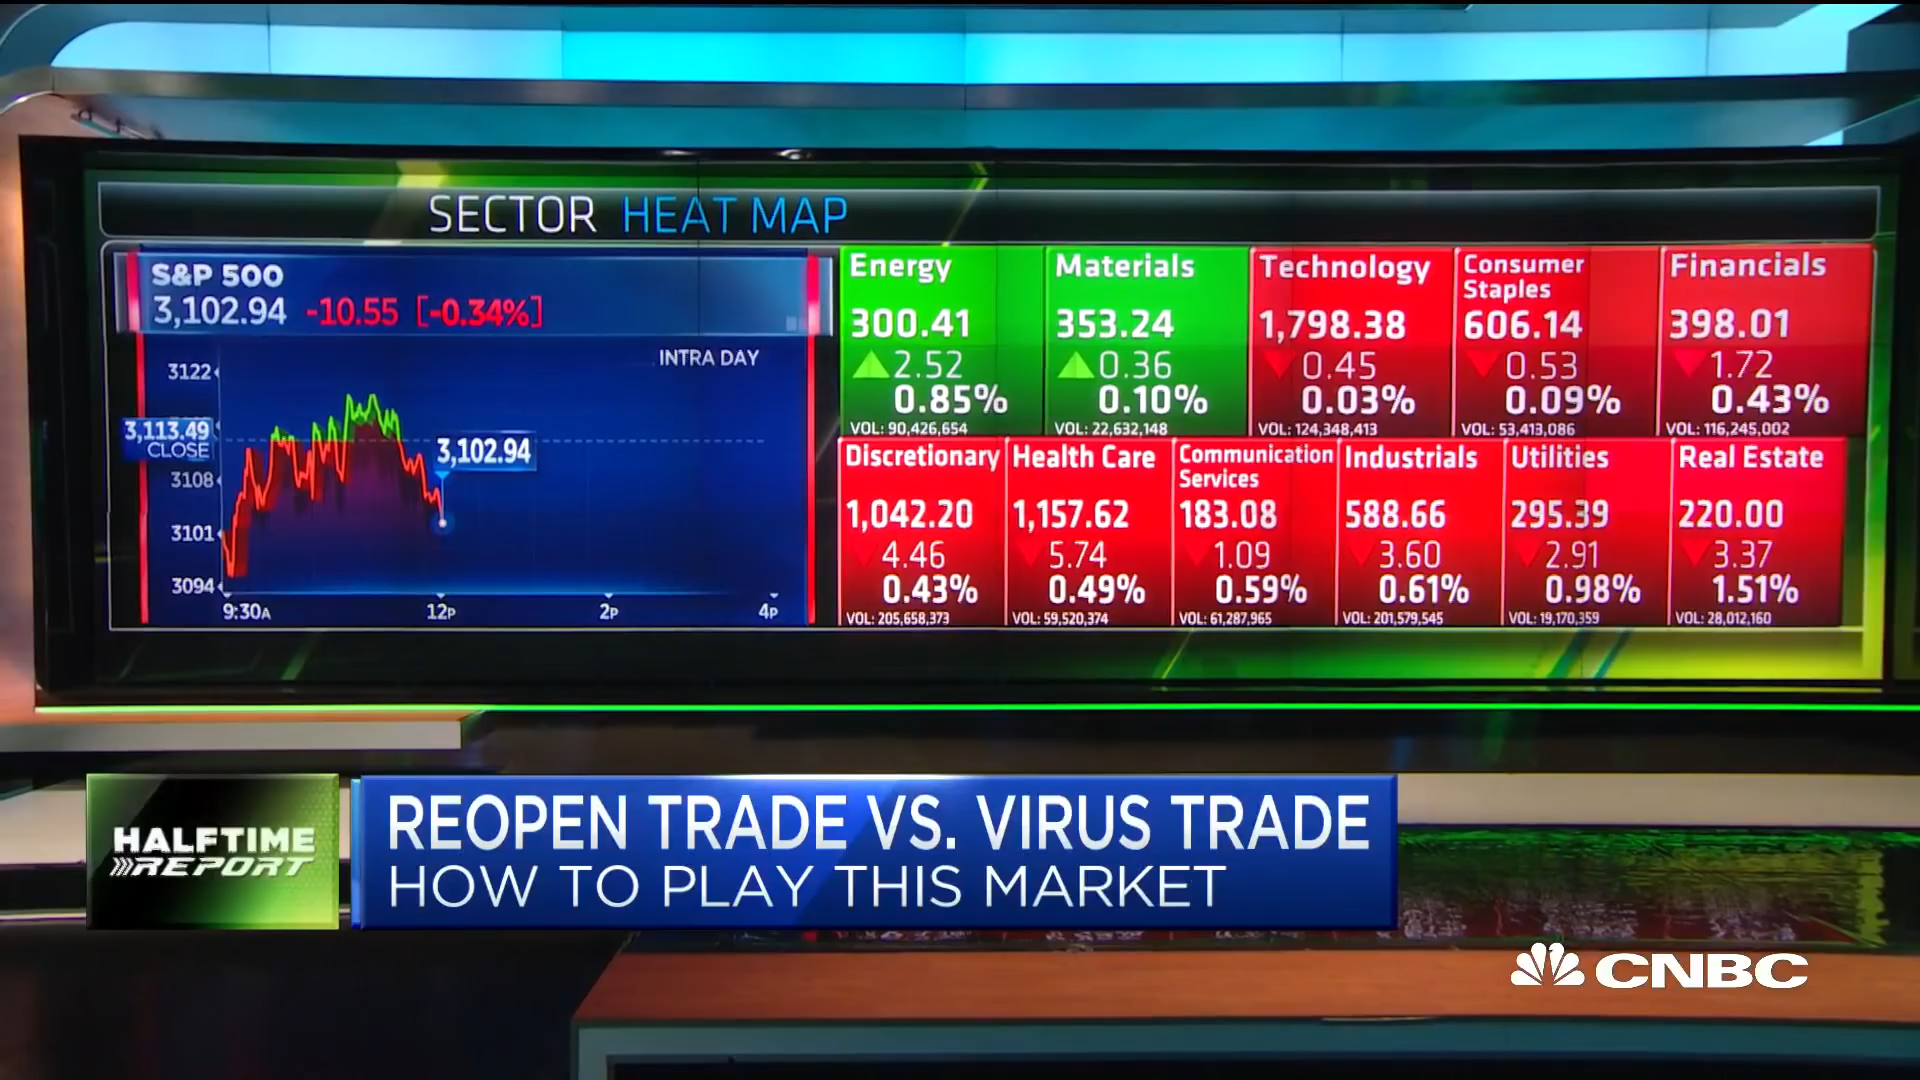 SECTOR HEAT MAP
S&P 500
3,102.94 -10.55 [-0.34%]
INTRA DAY
3122
3,113.49
CLOSE
3108
3101
3094
3,102.94
9:30A 12P 2P 4P
Energy
300.41
2.52
0.85%
VOL: 90,426,654
Materials
353.24
0.36
0.10%
VOL: 22,632,148
Technology
1,798.38
0.45
0.03%
VOL: 124,348,413
Consumer
Staples
606.14
0.53
0.09%
VOL: 53,413,086
Financials
398.01
1.72
0.43%
VOL: 116,245,002
Discretionary
1,042.20
4.46
0.43%
VOL: 205,658,373
Health Care
1,157.62
5.74
0.49%
VOL: 59,520,374
Communication
Services
183.08
1.09
0.59%
VOL: 61,287,965
Industrials
588.66
3.60
0.61%
VOL: 201,579,545
Utilities
295.39
2.91
0.98%
VOL: 19,170,359
Real Estate
220.00
3.37
1.51%
VOL: 28,012,160
HALFTIME
REPORT
REOPEN TRADE VS. VIRUS TRADE
HOW TO PLAY THIS MARKET
CNBC